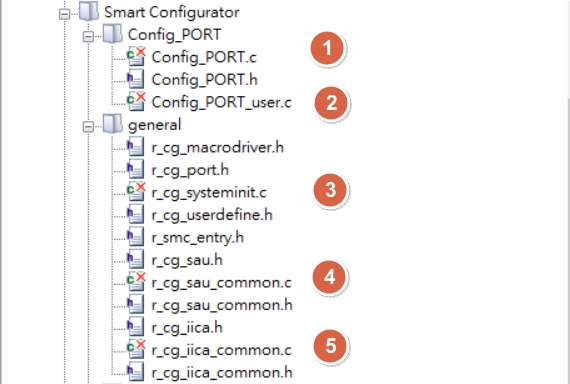 Smart Configurator
Config_PORT
Config_PORT.c
1
Config_PORT.h
Config_PORT_user.c
2
general
r_cg_macrodriver.h
r_cg_port.h
r_cg_systeminit.c
3
r_cg_userdefine.h
r_smc_entry.h
r_cg_sau.h
r_cg_sau_common.c
4
r_cg_sau_common.h
r_cg_iica.h
r_cg_iica_common.c
5
r_cg_iica_common.h